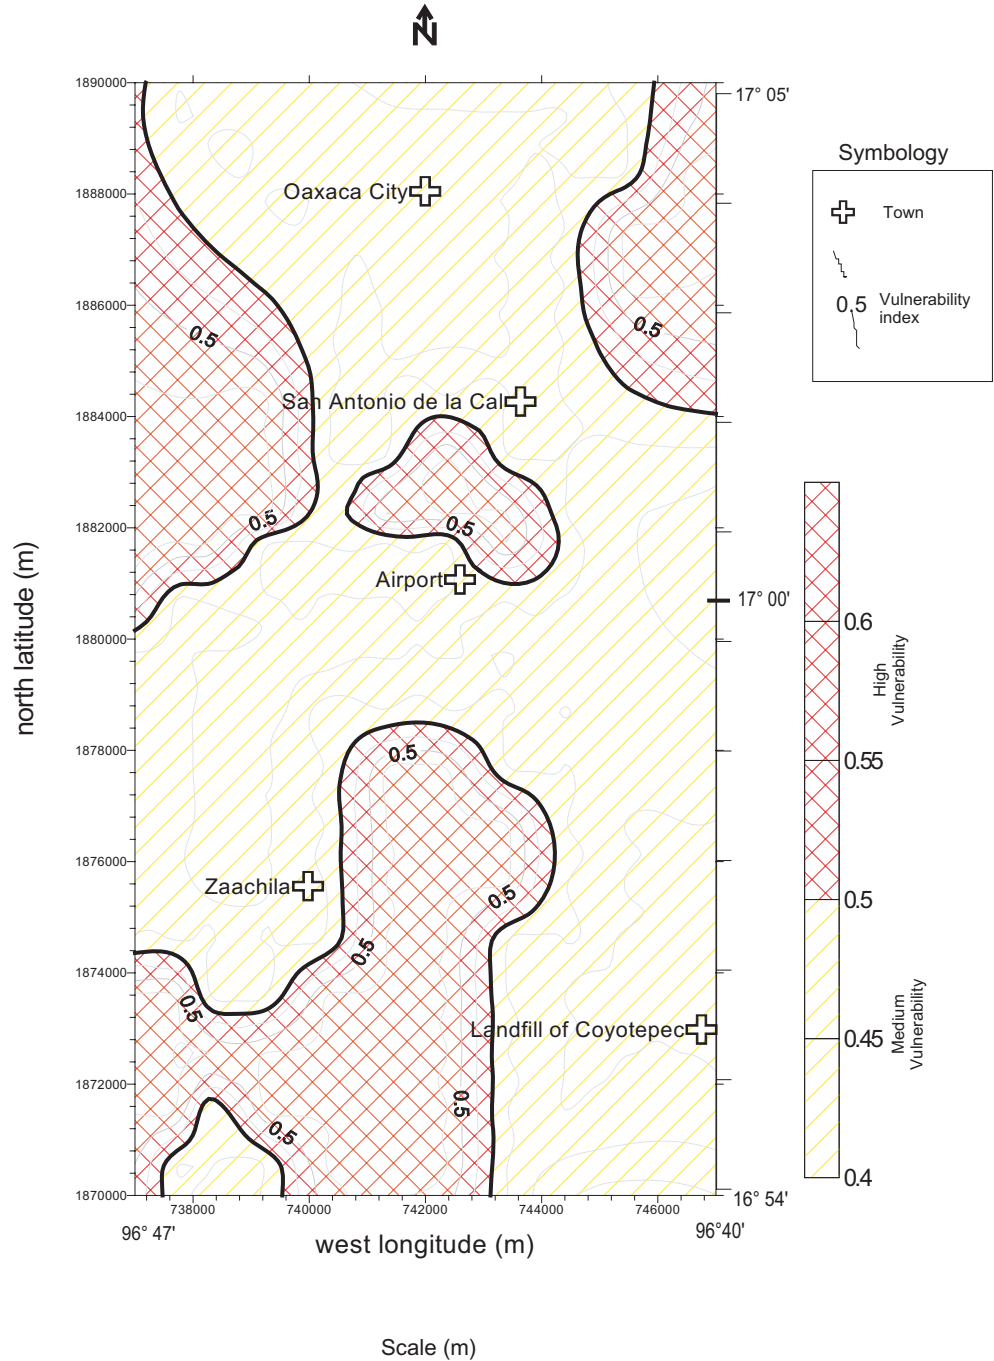 N
1890000
17° 05'
Symbology
Oaxaca City
1888000
Town
1886000
0.5
Vulnerability
index
0.5
0.5
San Antonio de la Cal
1884000
0.5
0.5
1882000
Airport
17° 00'
1880000
north latitude (m)
0.6
High
Vulnerability
0.55
0.5
1878000
0.5
1876000
Zaachila
0.5
0.5
1874000
0.5
Landfill of Coyotepec
0.45
Medium
Vulnerability
1872000
0.5
0.5
0.4
1870000
16° 54'
738000
740000
742000
744000
746000
96° 47'
96°40'
west longitude (m)
Scale (m)